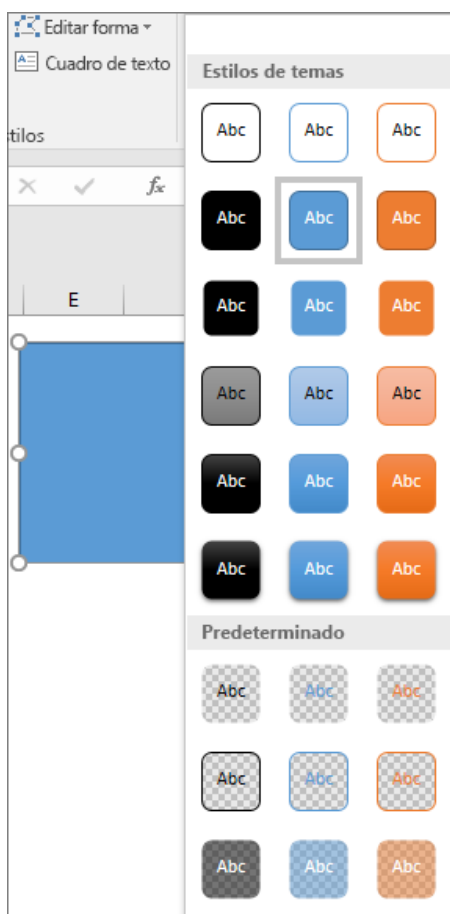 Editar forma
Cuadro de texto
tilos
fx
E
Estilos de temas
Abc Abc Abc
Abc Abc Abc
Abc Abc Abc
Abc Abc Abc
Abc Abc Abc
Abc Abc Abc
Predeterminado
Abc Abc Abc
Abc Abc Abc
Abc Abc Abc